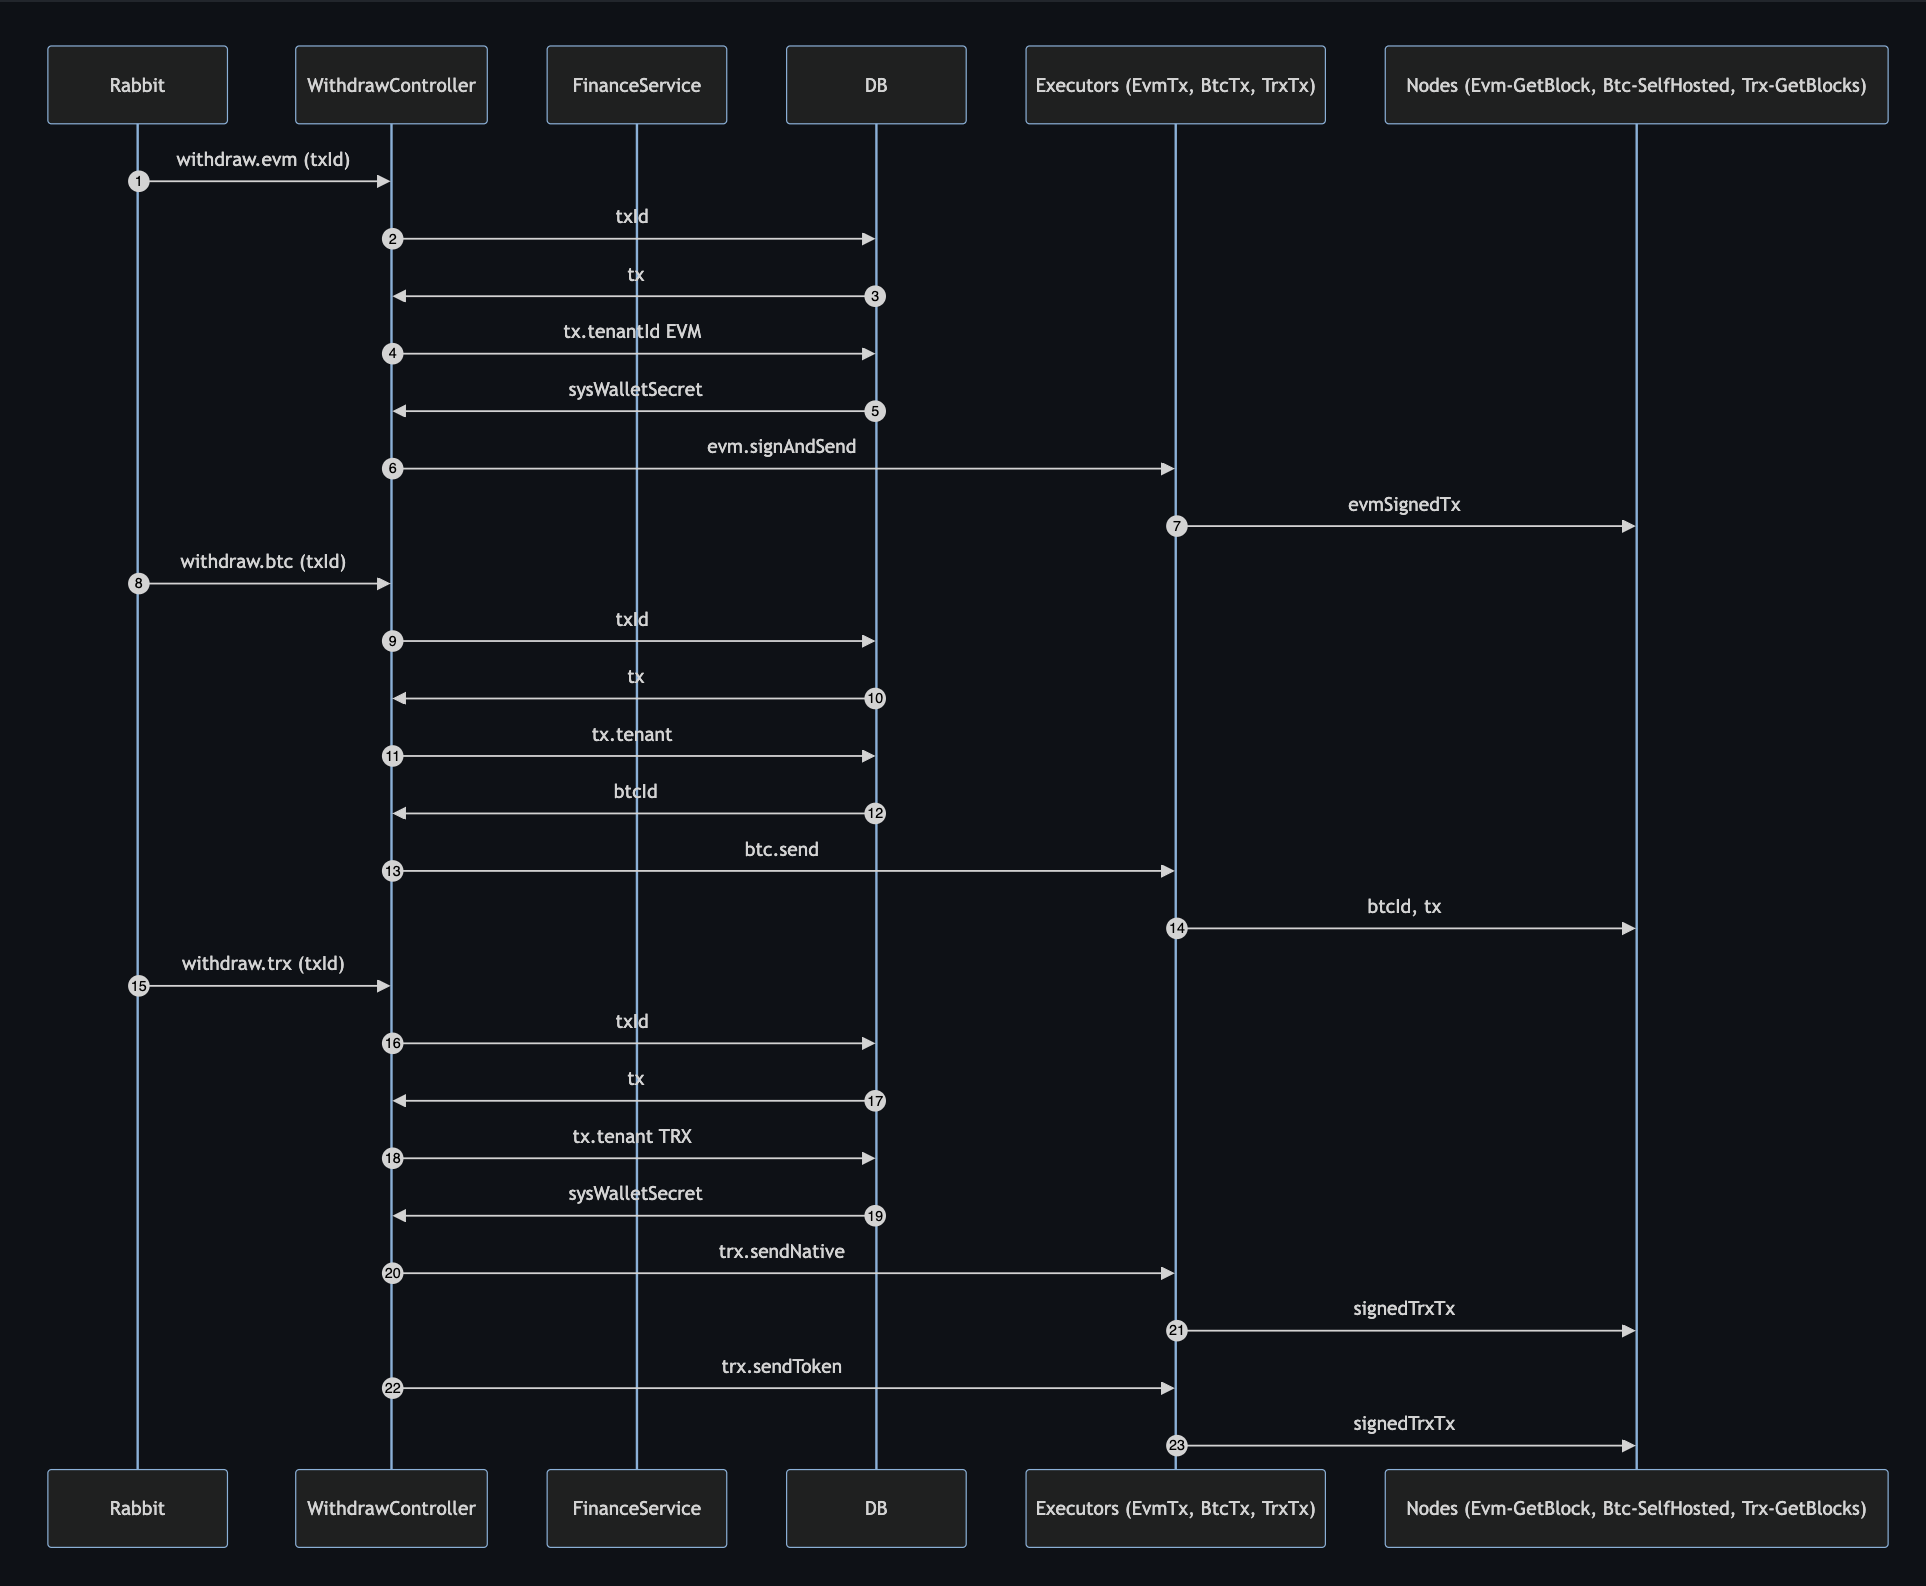 Rabbit
WithdrawController
FinanceService
DB
Executors (EvmTx, BtcTx, TrxTx)
Nodes (Evm-GetBlock, Btc-SelfHosted, Trx-GetBlocks)
withdraw.evm (txId)
1
txId
2
tx
3
tx.tenantId EVM
4
sysWalletSecret
5
evm.signAndSend
6
evmSignedTx
7
withdraw.btc (txId)
8
txId
9
tx
10
tx.tenant
11
btcId
12
btc.send
13
btcId, tx
14
withdraw.trx (txId)
15
txId
16
tx
17
tx.tenant TRX
18
sysWalletSecret
19
trx.sendNative
20
signedTrxTx
21
trx.sendToken
22
signedTrxTx
23
Rabbit
WithdrawController
FinanceService
DB
Executors (EvmTx, BtcTx, TrxTx)
Nodes (Evm-GetBlock, Btc-SelfHosted, Trx-GetBlocks)